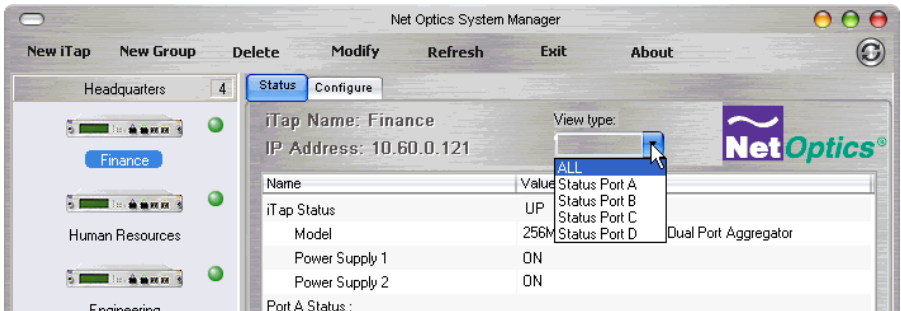 Net Optics System Manager
New iTap New Group Delete Modify Refresh Exit About
Headquarters 4
Finance
Human Resources
Engineering
Status Configure
iTap Name: Finance
IP Address: 10.60.0.121
View type:
ALL
Status Port A
Status Port B
Status Port C
Status Port D
Net Optics®
Name Value
iTap Status UP
Model 256M Dual Port Aggregator
Power Supply 1 ON
Power Supply 2 ON
Port A Status :